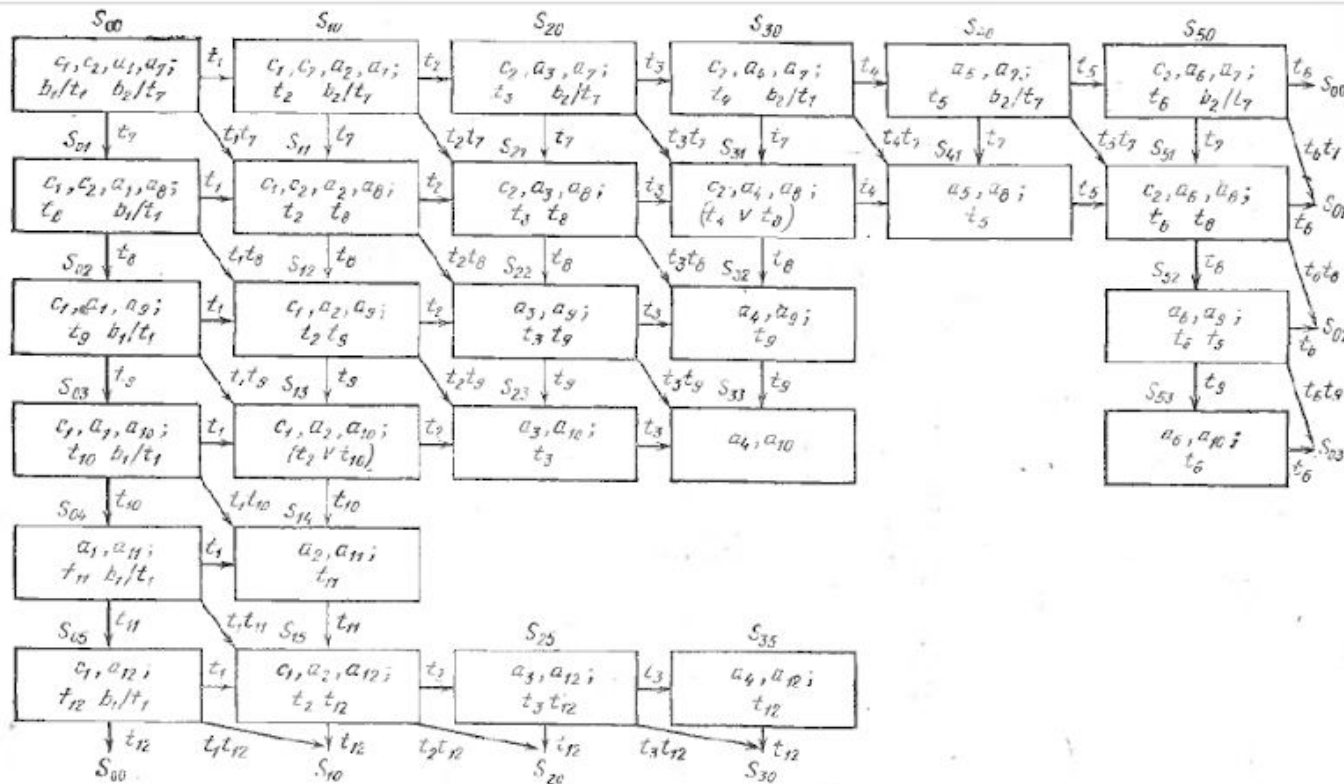 S00 S10 S20 S30 S50
c1, c2, a1, a7; c1, c2, a2, a7; c2, a3, a7; c2, a4, a7; a5, a7; c2, a6, a7;
b1/t1 b2/t7 t2 b2/t7 t3 b2/t7 t4 b2/t7 t5 b2/t7 t6 b2/t7
t1 t2 t3 t4 t5 t6 S00
S01 t7 t1t7 S11 t7 t2t7 S21 t7 t3t7 S31 t7 t4t7 S41 t7 t5t7 S51 t7 t6t7
c1, c2, a1, a8; c1, c2, a2, a8; c2, a3, a8; c2, a4, a8; a5, a8; c2, a6, a8;
t8 b1/t1 t2 t8 t3 t8 (t4 ∨ t8) t5 t6 t8
t1 t2 t3 t4 t5 t6 S01
S02 t8 t1t8 S12 t8 t2t8 S22 t8 t3t8 S32 t8 S52 t8 t6t8
c1, a1, a9; c1, a2, a9; a3, a9; a4, a9; a6, a9;
t9 b1/t1 t2 t9 t3 t9 t9 t6 t9
t1 t2 t3 t6 S02
S03 t9 t1t9 S13 t9 t2t9 S23 t9 t3t9 S33 t9 S53 t9 t6t9
c1, a1, a10; c1, a2, a10; a3, a10; a4, a10 a6, a10;
t10 b1/t1 (t2 ∨ t10) t3 t6
t1 t2 t3 t6 S03
S04 t10 t1t10 S14 t10
a1, a11; a2, a11;
t11 b1/t1 t11
t1
S05 t11 t1t11 S15 t11 S25 S35
c1, a12; c1, a2, a12; a3, a12; a4, a12;
t12 b1/t1 t2 t12 t3 t12 t12
t1 t2 t3
t12 t1t12 t12 t2t12 t12 t3t12 t12
S00 S10 S20 S30